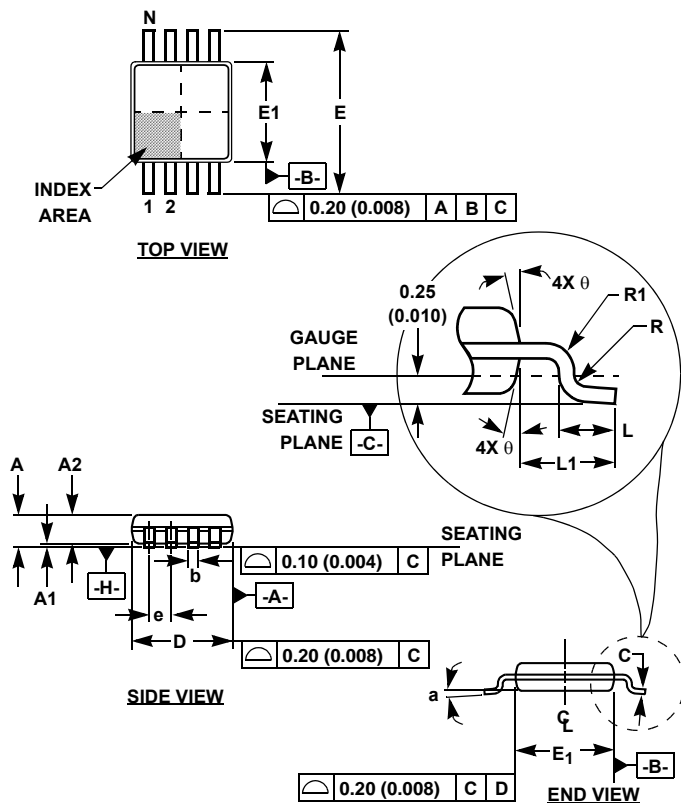 N
E1
E
-B-
INDEX
AREA
1 2
0.20 (0.008) A B C
TOP VIEW
0.25
(0.010)
4X θ
R1
R
GAUGE
PLANE
SEATING
PLANE
-C-
4X θ
L
L1
A
A2
SEATING
PLANE
A1
-H-
b
0.10 (0.004) C
-A-
e
D
0.20 (0.008) C
SIDE VIEW
C
a
CL
E1
-B-
0.20 (0.008) C D
END VIEW